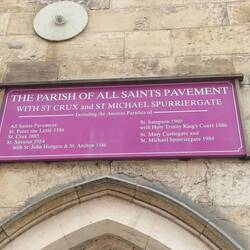 THE PARISH OF ALL SAINTS PAVEMENT
WITH ST CRUX and ST MICHAEL SPURRIERGATE
Including the Ancient Parishes of
All Saints Pavement
St. Peter the Little 1586
St. Crux 1885
St. Saviour 1954
with St. John Hungate & St. Andrew 1586
St. Sampson 1969
with Holy Trinity King's Court 1886
St. Mary Castlegate and
St. Michael Spurriergate 1984